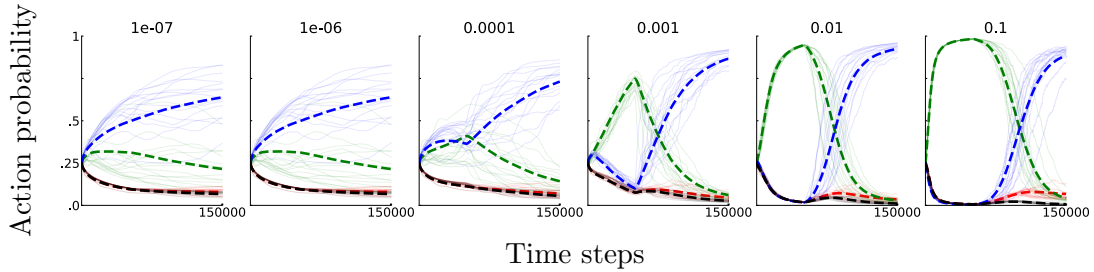 1e-07 1e-06 0.0001 0.001 0.01 0.1
Action probability
1
.5
.25
.0
150000 150000 150000 150000 150000 150000
Time steps